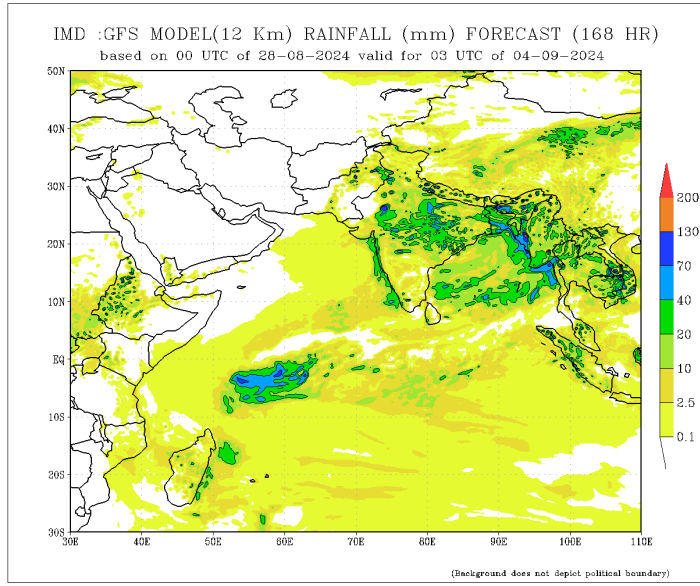 IMD :GFS MODEL(12 Km) RAINFALL (mm) FORECAST (168 HR)
based on 00 UTC of 28-08-2024 valid for 03 UTC of 04-09-2024
50N
40N
30N
20N
10N
EQ
10S
20S
30S
30E
40E
50E
60E
70E
80E
90E
100E
110E
200
130
70
40
20
10
2.5
0.1
(Background does not depict political boundary)